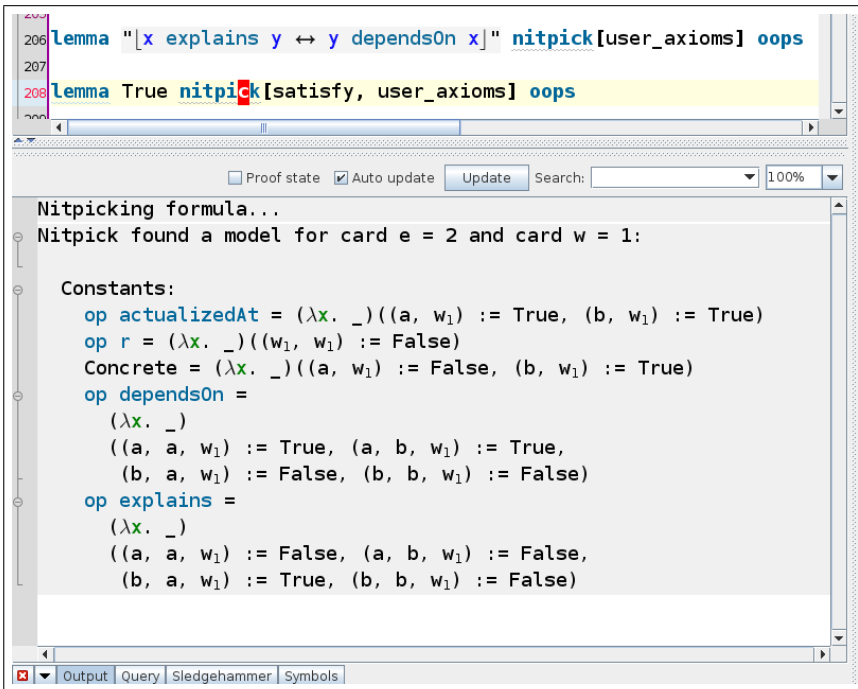 206 lemma "⌊x explains y ↔ y dependsOn x⌋" nitpick[user_axioms] oops
207
208 lemma True nitpick[satisfy, user_axioms] oops
Proof state Auto update Update Search: 100%
Nitpicking formula...
Nitpick found a model for card e = 2 and card w = 1:
Constants:
op actualizedAt = (λx. _)((a, w₁) := True, (b, w₁) := True)
op r = (λx. _)((w₁, w₁) := False)
Concrete = (λx. _)((a, w₁) := False, (b, w₁) := True)
op dependsOn =
(λx. _)
((a, a, w₁) := True, (a, b, w₁) := True,
(b, a, w₁) := False, (b, b, w₁) := False)
op explains =
(λx. _)
((a, a, w₁) := False, (a, b, w₁) := False,
(b, a, w₁) := True, (b, b, w₁) := False)
Output Query Sledgehammer Symbols